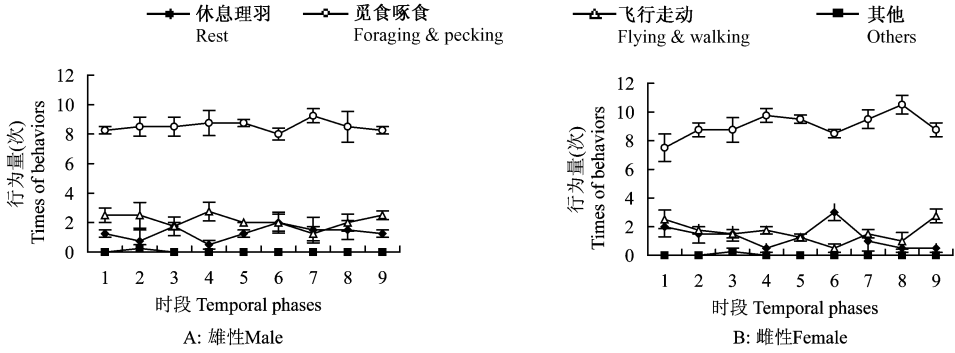 休息理羽 觅食啄食 飞行走动 其他
Rest Foraging & pecking Flying & walking Others
行为量(次)
Times of behaviors
12
10
8
6
4
2
0
1 2 3 4 5 6 7 8 9
时段 Temporal phases
A: 雄性Male
行为量(次)
Times of behaviors
12
10
8
6
4
2
0
1 2 3 4 5 6 7 8 9
时段 Temporal phases
B: 雌性Female